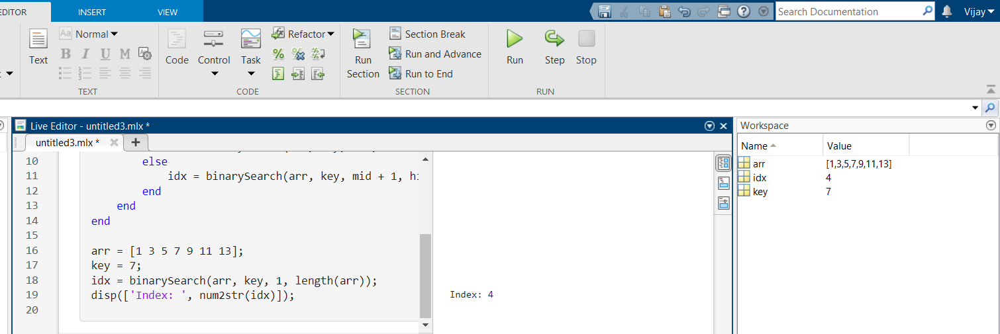 EDITOR INSERT VIEW
Search Documentation
Vijay
Aa Normal
Text
B I U M
TEXT
Code
Control
Task
Refactor
CODE
Run Section
Section Break
Run and Advance
Run to End
SECTION
Run
Step
Stop
RUN
Live Editor - untitled3.mlx *
untitled3.mlx *
10 else
11 idx = binarySearch(arr, key, mid + 1, hi
12 end
13 end
14 end
15
16 arr = [1 3 5 7 9 11 13];
17 key = 7;
18 idx = binarySearch(arr, key, 1, length(arr));
19 disp(['Index: ', num2str(idx)]);
20
Index: 4
Workspace
Name Value
arr [1,3,5,7,9,11,13]
idx 4
key 7